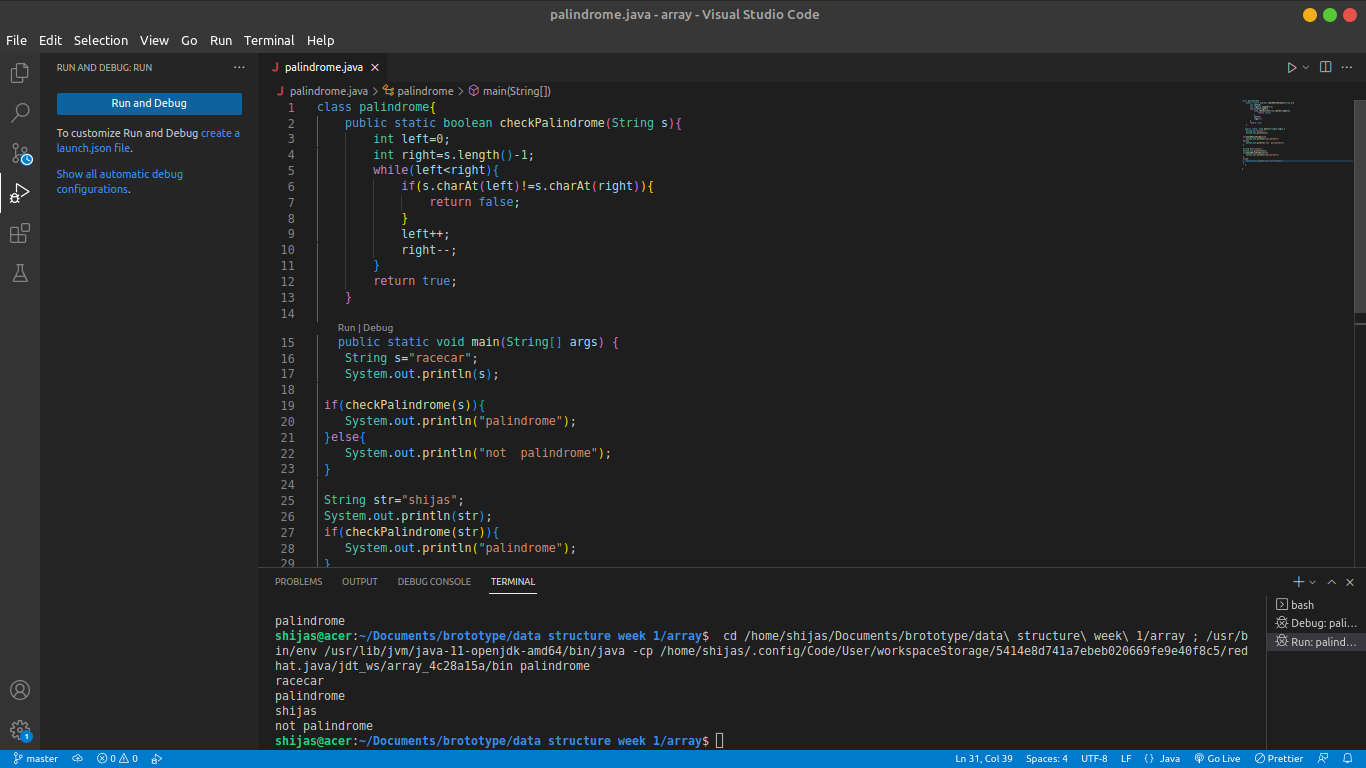 palindrome.java - array - Visual Studio Code
File Edit Selection View Go Run Terminal Help
RUN AND DEBUG: RUN ...
Run and Debug
To customize Run and Debug create a
launch.json file.
Show all automatic debug
configurations.
1
palindrome.java
palindrome.java > palindrome > main(String[])
1 class palindrome{
2 public static boolean checkPalindrome(String s){
3 int left=0;
4 int right=s.length()-1;
5 while(left<right){
6 if(s.charAt(left)!=s.charAt(right)){
7 return false;
8 }
9 left++;
10 right--;
11 }
12 return true;
13 }
14
Run | Debug
15 public static void main(String[] args) {
16 String s="racecar";
17 System.out.println(s);
18
19 if(checkPalindrome(s)){
20 System.out.println("palindrome");
21 }else{
22 System.out.println("not  palindrome");
23 }
24
25 String str="shijas";
26 System.out.println(str);
27 if(checkPalindrome(str)){
28 System.out.println("palindrome");
29 }
PROBLEMS OUTPUT DEBUG CONSOLE TERMINAL
palindrome
shijas@acer:~/Documents/brototype/data structure week 1/array$  cd /home/shijas/Documents/brototype/data\ structure\ week\ 1/array ; /usr/b
in/env /usr/lib/jvm/java-11-openjdk-amd64/bin/java -cp /home/shijas/.config/Code/User/workspaceStorage/5414e8d741a7ebeb020669fe9e40f8c5/red
hat.java/jdt_ws/array_4c28a15a/bin palindrome
racecar
palindrome
shijas
not palindrome
shijas@acer:~/Documents/brototype/data structure week 1/array$
bash
Debug: pali...
Run: palind...
master 0 0 Ln 31, Col 39 Spaces: 4 UTF-8 LF {} Java Go Live Prettier